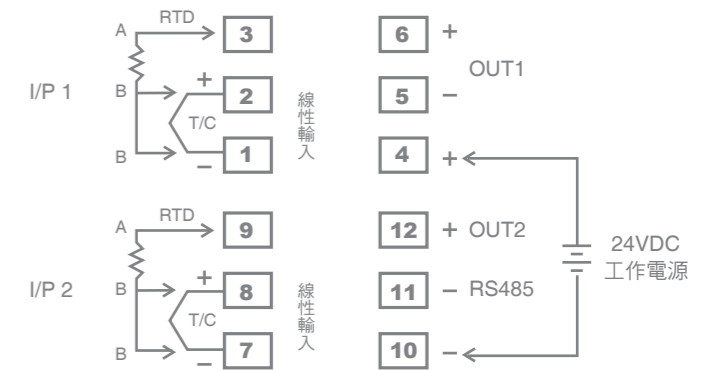 A RTD 3
I/P 1 B + 2
T/C
B − 1
線性輸入
6 +
OUT1
5 −
4 +
A RTD 9
I/P 2 B + 8
T/C
B − 7
線性輸入
12 + OUT2
11 − RS485
10 −
24VDC
工作電源